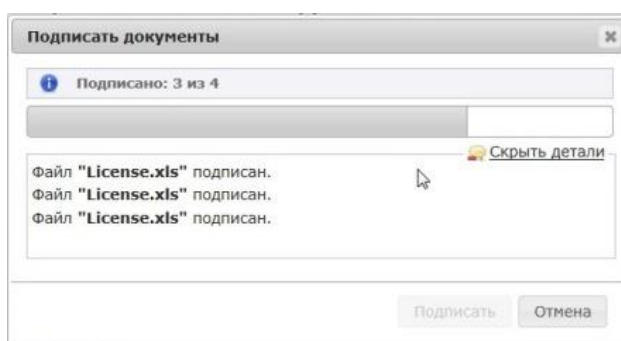 Подписать документы
Подписано: 3 из 4
Скрыть детали
Файл "License.xls" подписан.
Файл "License.xls" подписан.
Файл "License.xls" подписан.
Подписать Отмена